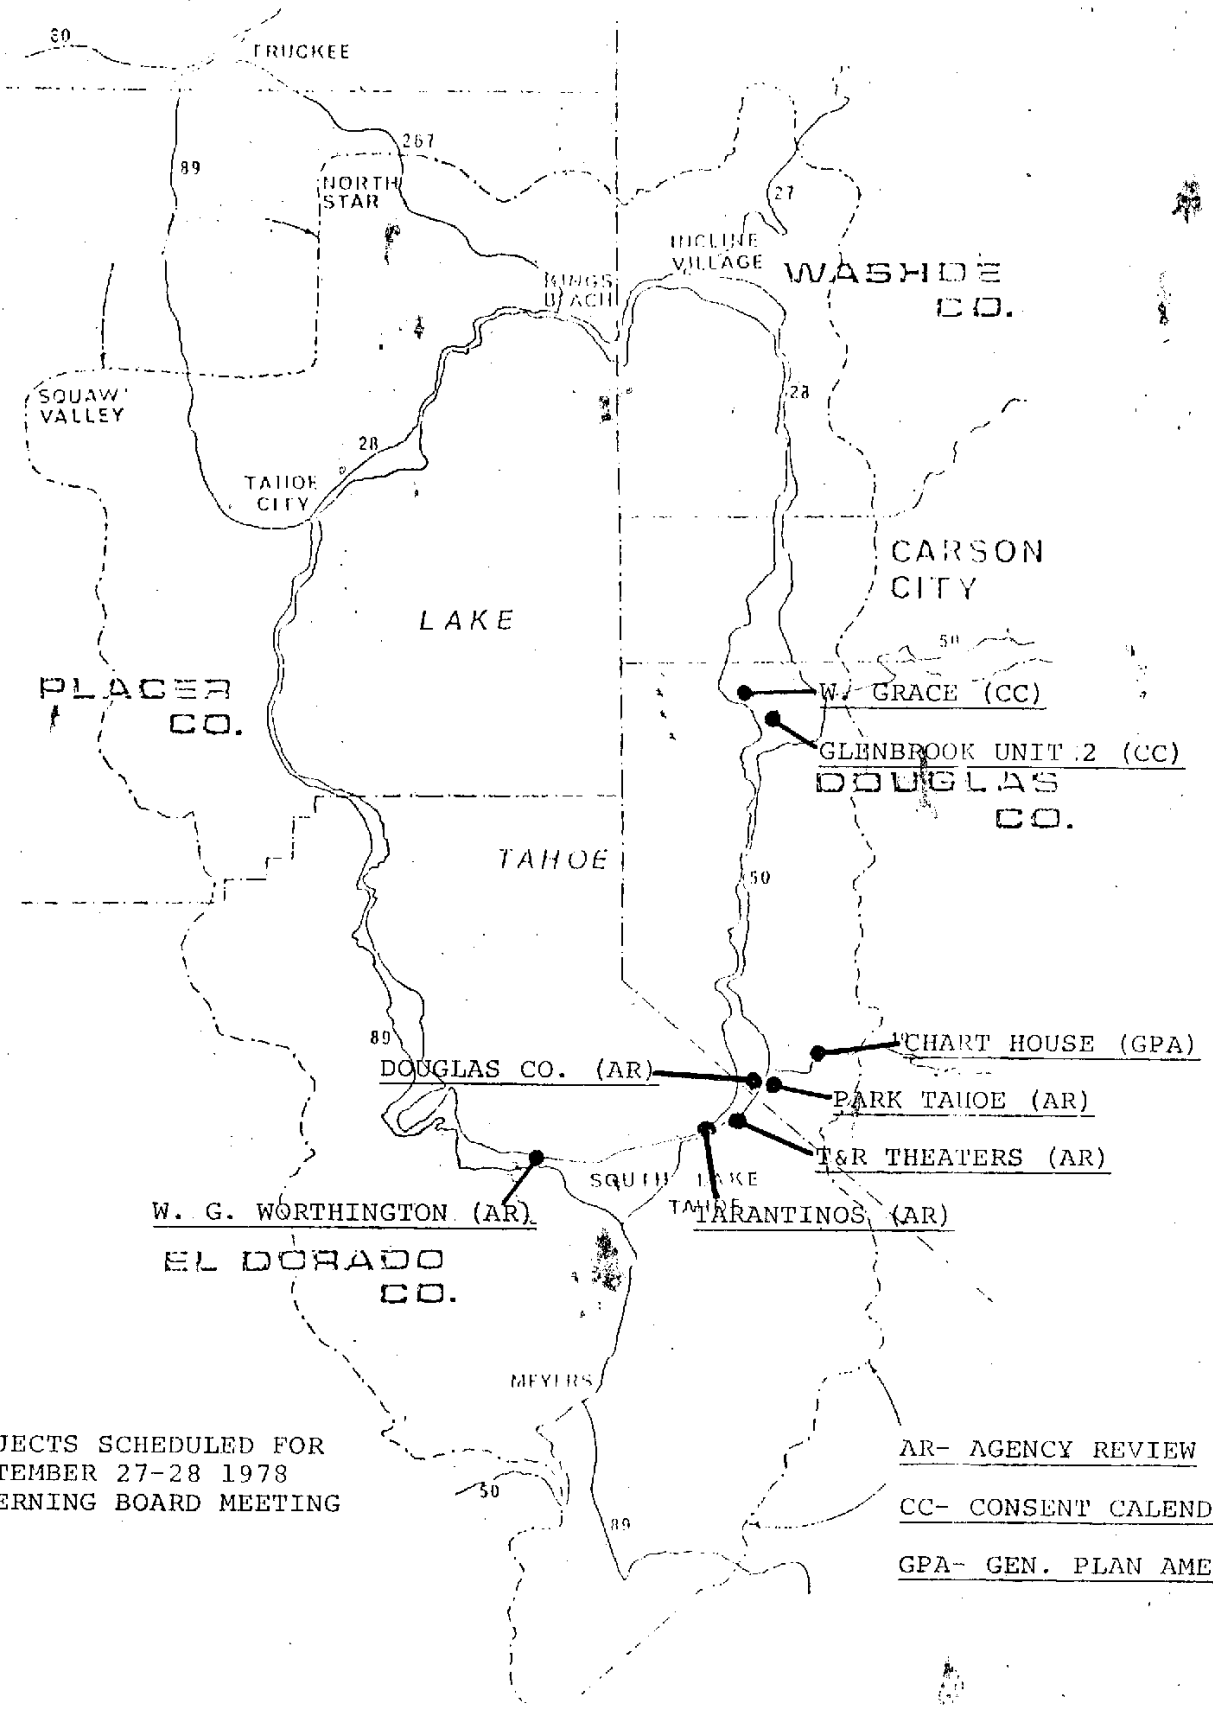 80
TRUCKEE
267
89
NORTH
STAR
27
INCLINE
VILLAGE
WASHOE
CO.
KINGS
BEACH
SQUAW
VALLEY
28
28
TAHOE
CITY
CARSON
CITY
LAKE
50
PLACER
CO.
W. GRACE (CC)
GLENBROOK UNIT 2 (CC)
DOUGLAS
CO.
TAHOE
50
89
CHART HOUSE (GPA)
DOUGLAS CO. (AR)
PARK TAHOE (AR)
T&R THEATERS (AR)
SOUTH LAKE
TAHOE
W. G. WORTHINGTON (AR)
TARANTINOS (AR)
EL DORADO
CO.
MEYERS
JECTS SCHEDULED FOR
TEMBER 27-28 1978
ERNING BOARD MEETING
50
89
AR- AGENCY REVIEW
CC- CONSENT CALEND
GPA- GEN. PLAN AME